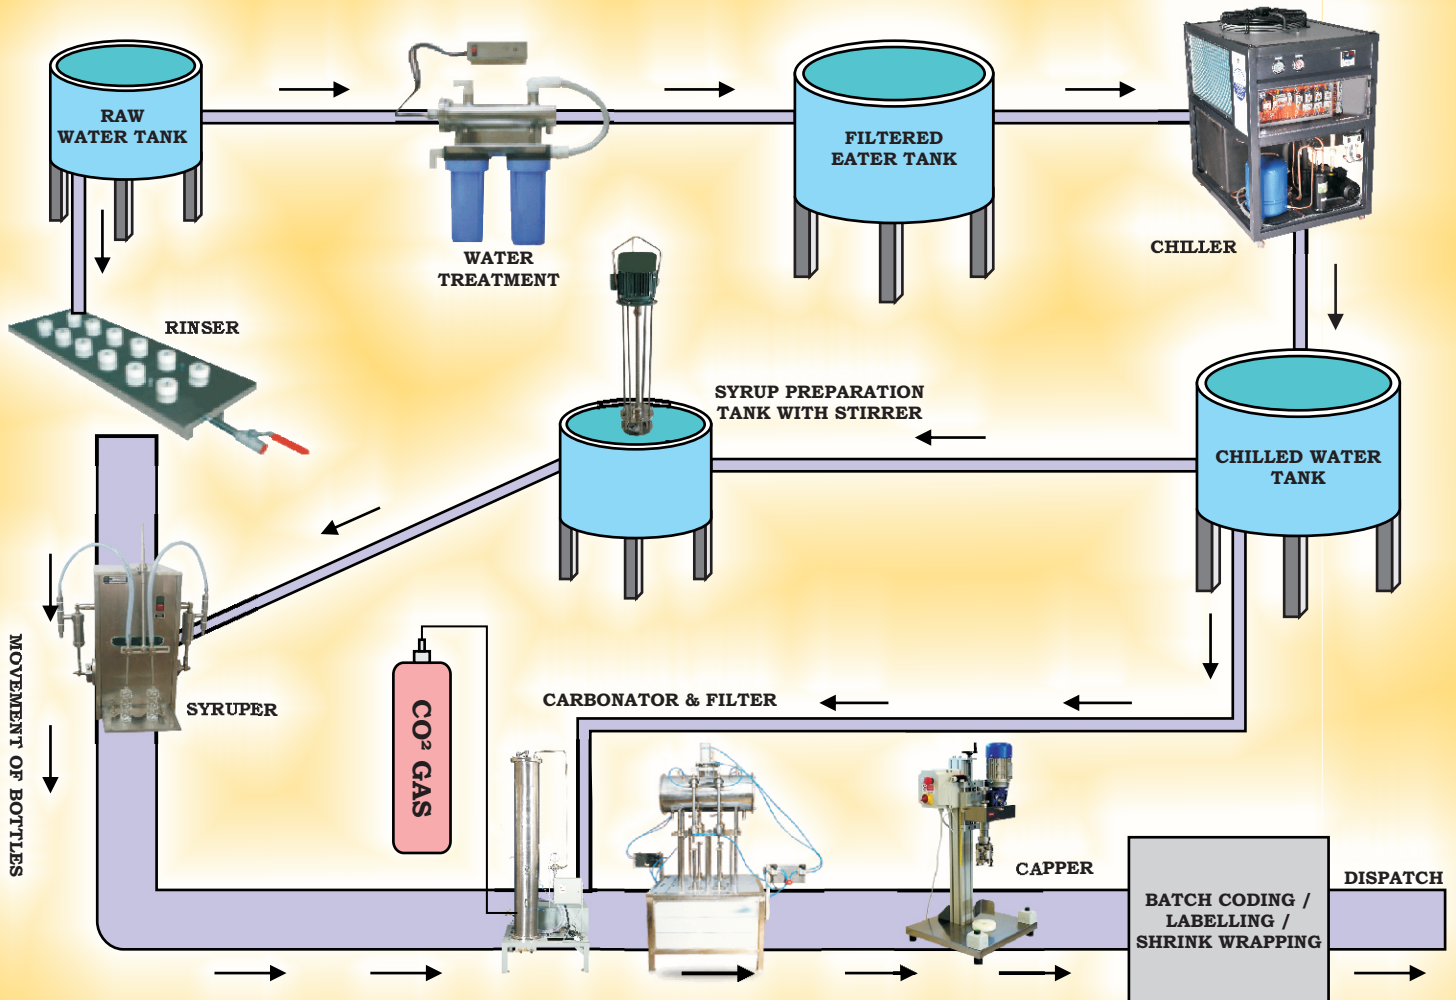 RAW
WATER TANK
WATER
TREATMENT
FILTERED
EATER TANK
CHILLER
RINSER
SYRUP PREPARATION
TANK WITH STIRRER
CHILLED WATER
TANK
MOVEMENT OF BOTTLES
SYRUPER
CO² GAS
CARBONATOR & FILTER
CAPPER
BATCH CODING /
LABELLING /
SHRINK WRAPPING
DISPATCH